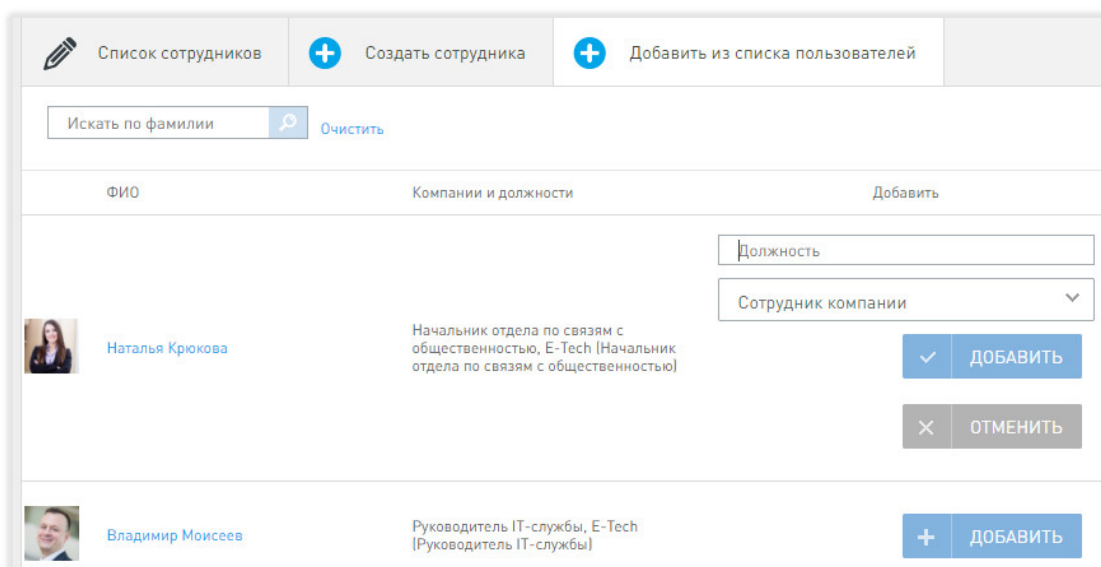 Список сотрудников
Создать сотрудника
Добавить из списка пользователей
Искать по фамилии
Очистить
ФИО
Компании и должности
Добавить
Должность
Сотрудник компании
Наталья Крюкова
Начальник отдела по связям с
общественностью, E-Tech (Начальник
отдела по связям с общественностью)
ДОБАВИТЬ
ОТМЕНИТЬ
Владимир Моисеев
Руководитель IT-службы, E-Tech
(Руководитель IT-службы)
ДОБАВИТЬ